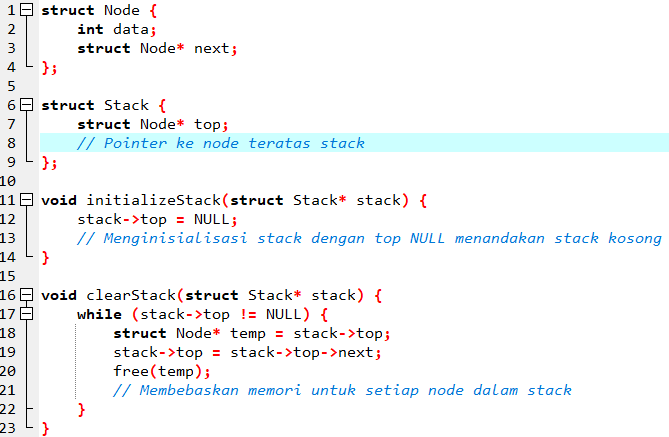 1 struct Node {
2     int data;
3     struct Node* next;
4 };
5
6 struct Stack {
7     struct Node* top;
8     // Pointer ke node teratas stack
9 };
10
11 void initializeStack(struct Stack* stack) {
12     stack->top = NULL;
13     // Menginisialisasi stack dengan top NULL menandakan stack kosong
14 }
15
16 void clearStack(struct Stack* stack) {
17     while (stack->top != NULL) {
18         struct Node* temp = stack->top;
19         stack->top = stack->top->next;
20         free(temp);
21         // Membebaskan memori untuk setiap node dalam stack
22     }
23 }